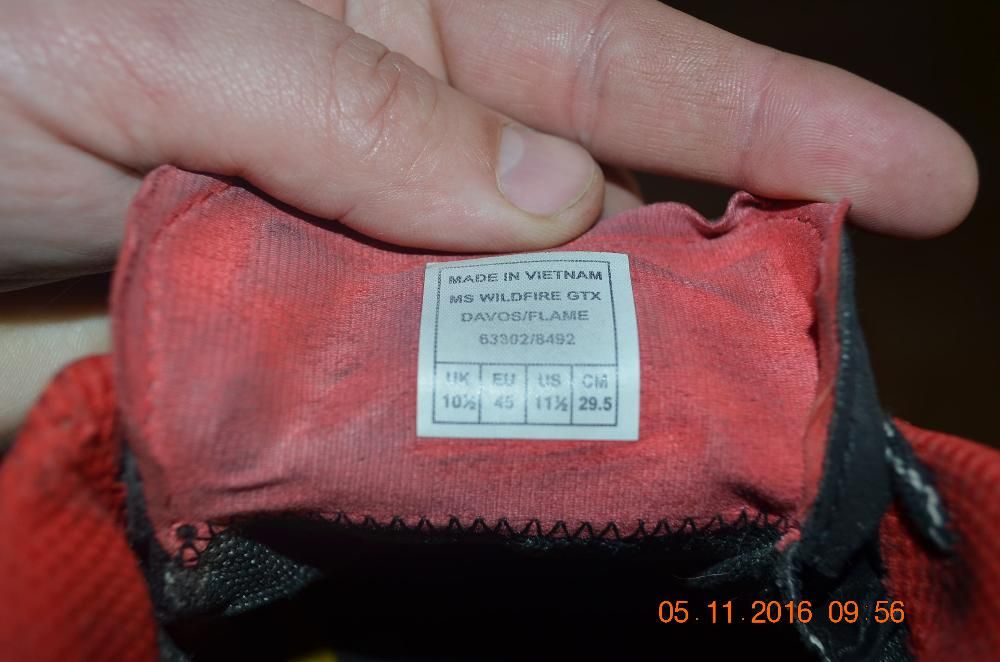 MADE IN VIETNAM
MS WILDFIRE GTX
DAVOS/FLAME
63302/8492
UK EU US CM
10½ 45 11½ 29.5
05.11.2016 09:56